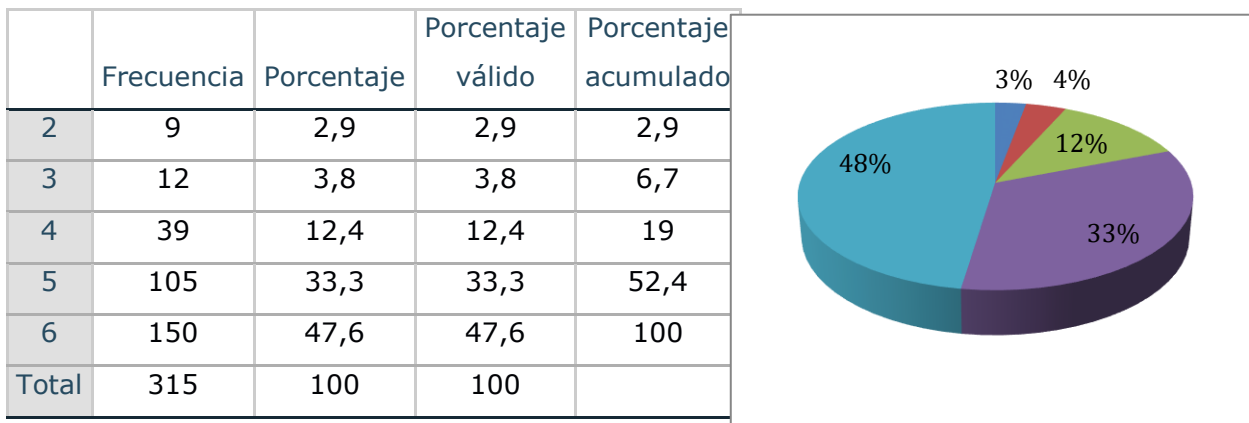 Frecuencia Porcentaje Porcentaje válido Porcentaje acumulado
2 9 2,9 2,9 2,9
3 12 3,8 3,8 6,7
4 39 12,4 12,4 19
5 105 33,3 33,3 52,4
6 150 47,6 47,6 100
Total 315 100 100
3% 4%
12%
48%
33%